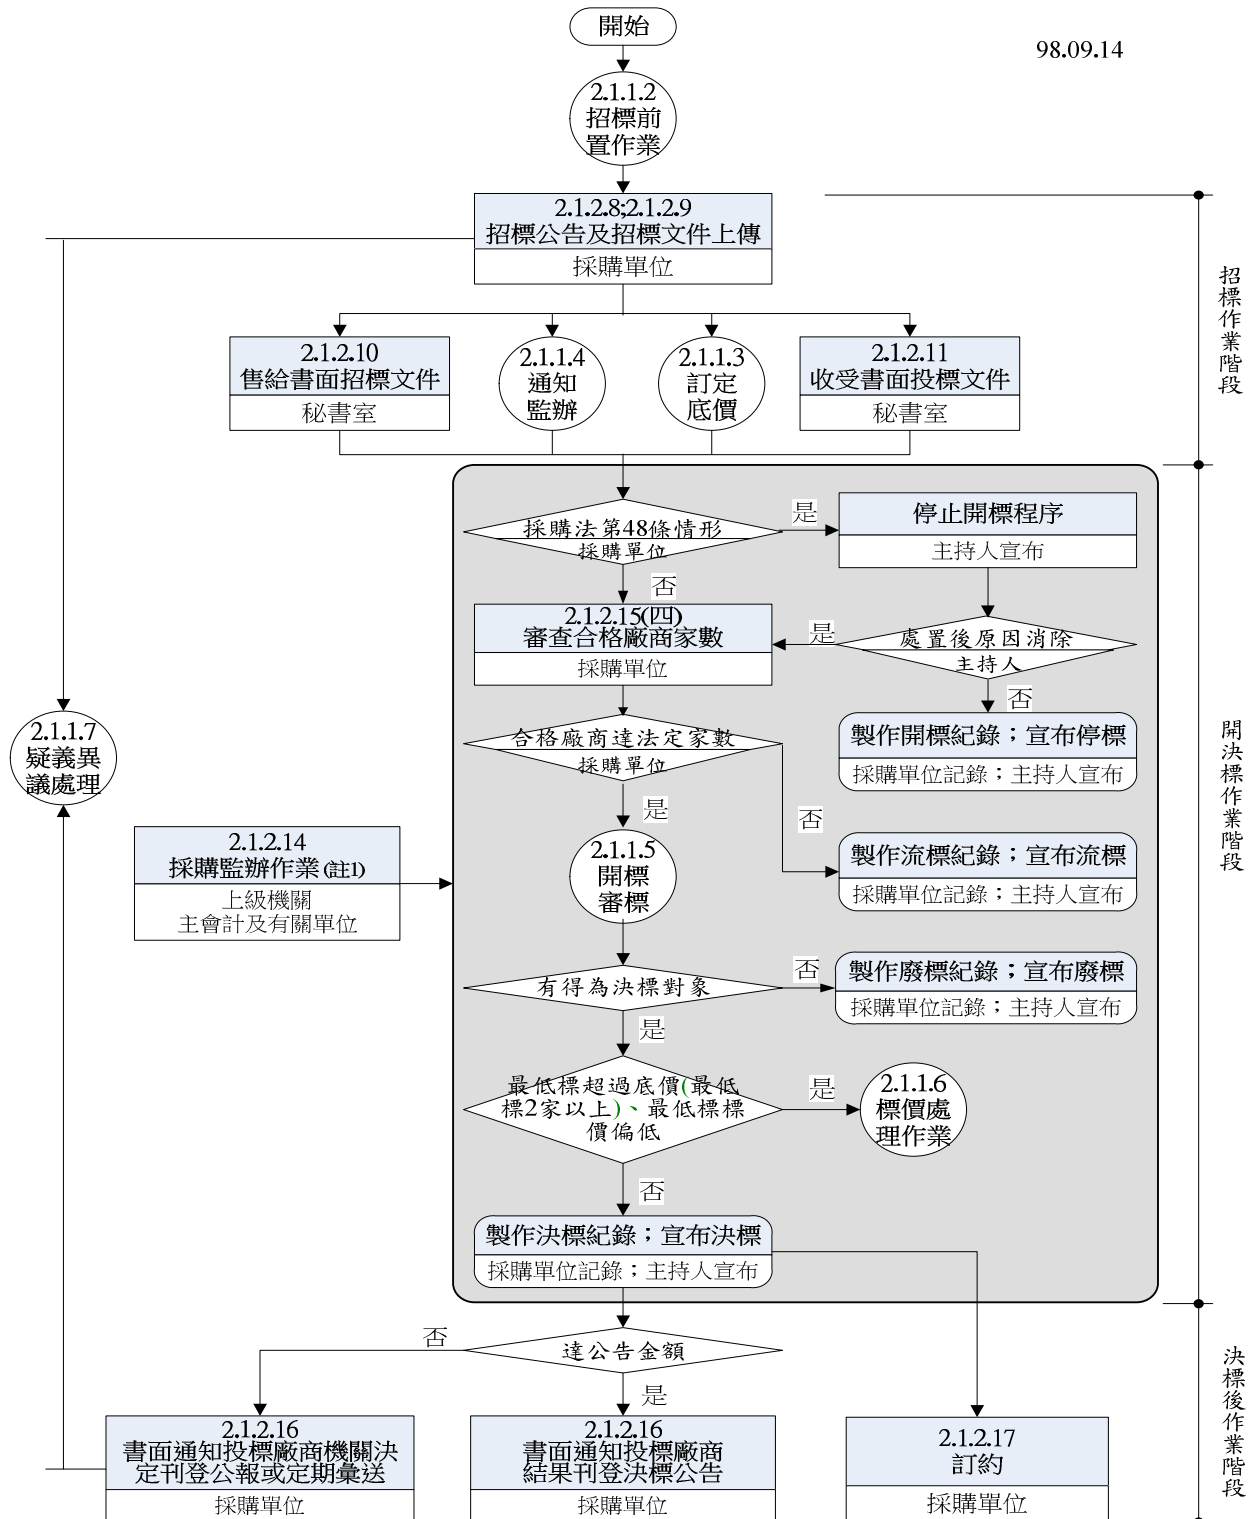 開始
98.09.14
2.1.1.2
招標前
置作業
2.1.2.8;2.1.2.9
招標公告及招標文件上傳
採購單位
招標作業階段
2.1.2.10
售給書面招標文件
秘書室
2.1.1.4
通知
監辦
2.1.1.3
訂定
底價
2.1.2.11
收受書面投標文件
秘書室
採購法第48條情形
採購單位
是
停止開標程序
主持人宣布
否
2.1.2.15(四)
審查合格廠商家數
採購單位
是
處置後原因消除
主持人
否
製作開標紀錄；宣布停標
採購單位記錄；主持人宣布
合格廠商達法定家數
採購單位
是
否
開決標作業階段
2.1.1.7
疑義異
議處理
2.1.2.14
採購監辦作業(註1)
上級機關
主會計及有關單位
2.1.1.5
開標
審標
製作流標紀錄；宣布流標
採購單位記錄；主持人宣布
有得為決標對象
否
製作廢標紀錄；宣布廢標
採購單位記錄；主持人宣布
是
最低標超過底價(最低
標2家以上)、最低標標
價偏低
是
2.1.1.6
標價處
理作業
否
製作決標紀錄；宣布決標
採購單位記錄；主持人宣布
達公告金額
否
是
決標後作業階段
2.1.2.16
書面通知投標廠商機關決
定刊登公報或定期彙送
採購單位
2.1.2.16
書面通知投標廠商
結果刊登決標公告
採購單位
2.1.2.17
訂約
採購單位